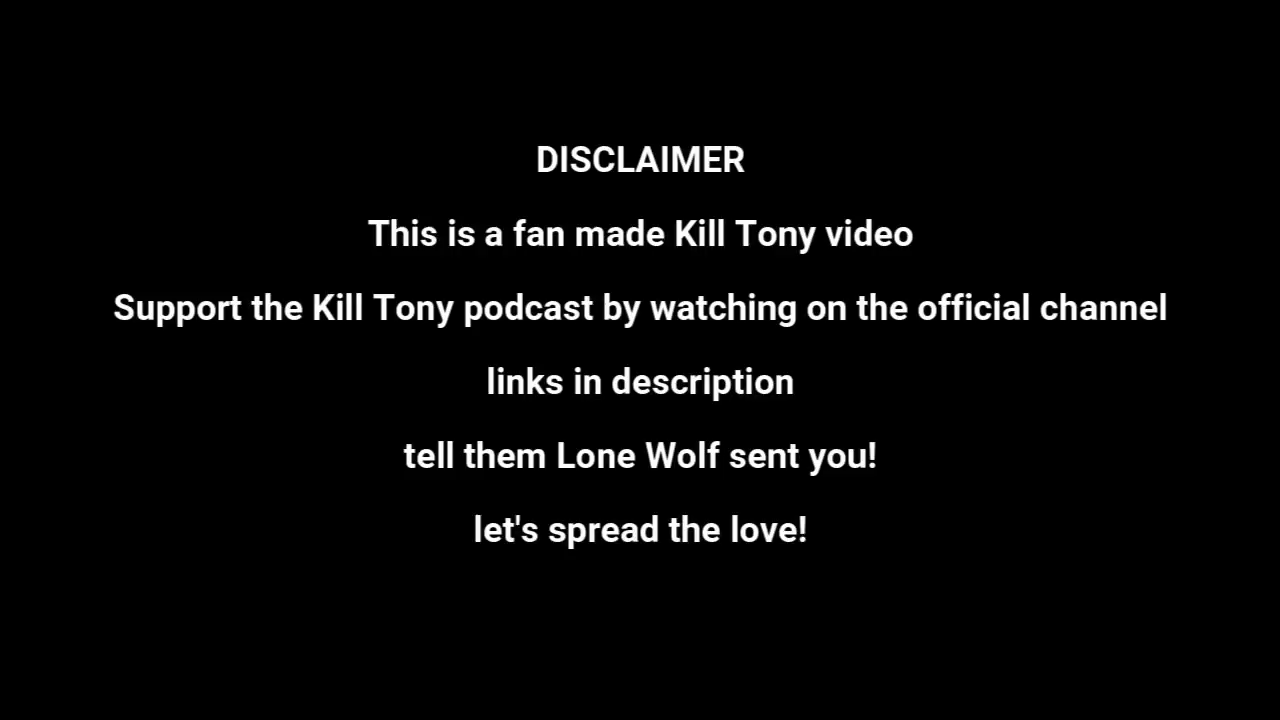 DISCLAIMER
This is a fan made Kill Tony video
Support the Kill Tony podcast by watching on the official channel
links in description
tell them Lone Wolf sent you!
let's spread the love!